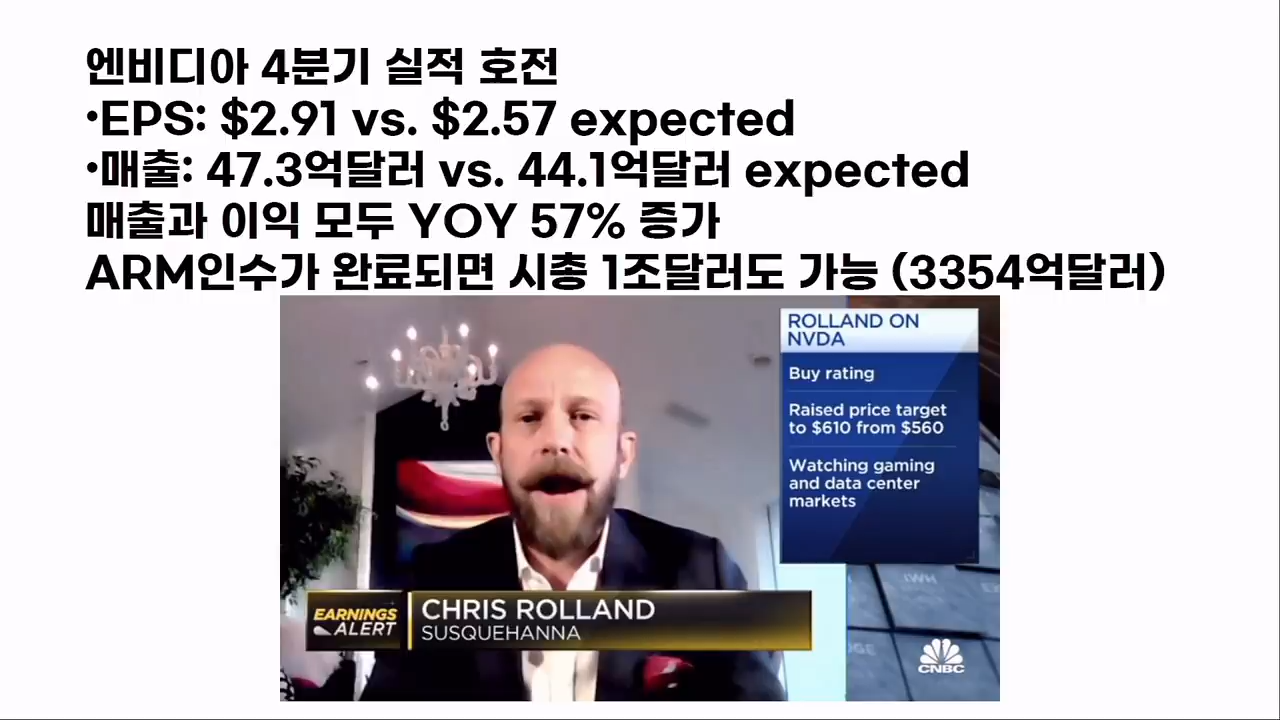 엔비디아 4분기 실적 호전
•EPS: $2.91 vs. $2.57 expected
•매출: 47.3억달러 vs. 44.1억달러 expected
매출과 이익 모두 YOY 57% 증가
ARM인수가 완료되면 시총 1조달러도 가능 (3354억달러)
ROLLAND ON
NVDA
Buy rating
Raised price target
to $610 from $560
Watching gaming
and data center
markets
EARNINGS
ALERT
CHRIS ROLLAND
SUSQUEHANNA
IWM
CNBC